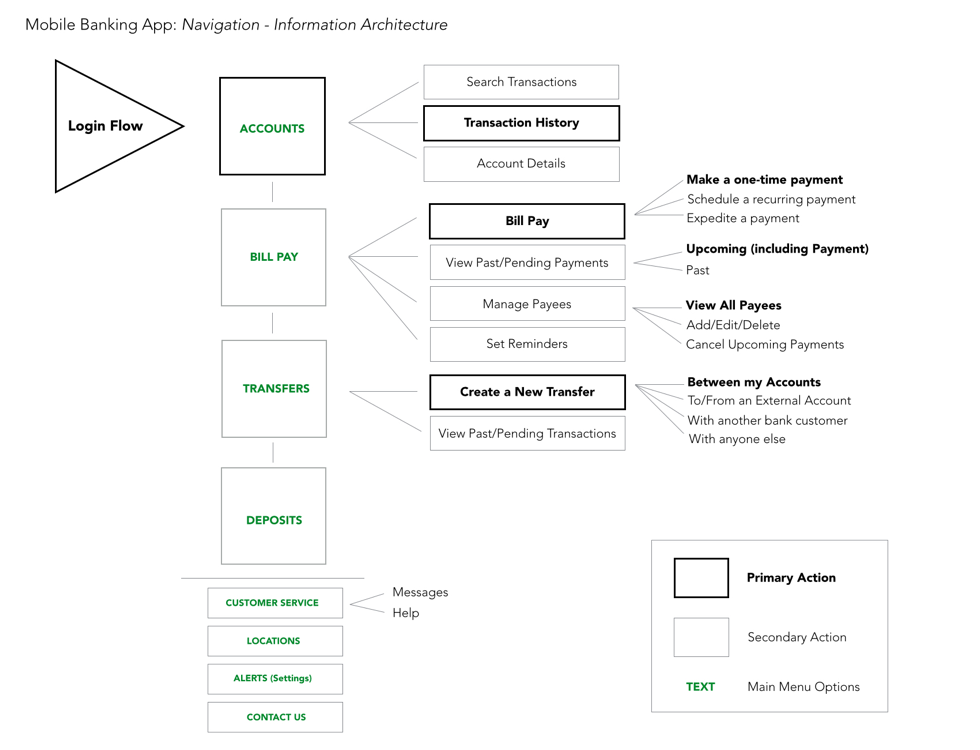 Mobile Banking App: Navigation - Information Architecture
Login Flow
ACCOUNTS
Search Transactions
Transaction History
Account Details
BILL PAY
Bill Pay
Make a one-time payment
Schedule a recurring payment
Expedite a payment
View Past/Pending Payments
Upcoming (including Payment)
Past
Manage Payees
View All Payees
Add/Edit/Delete
Cancel Upcoming Payments
Set Reminders
TRANSFERS
Create a New Transfer
Between my Accounts
To/From an External Account
With another bank customer
With anyone else
View Past/Pending Transactions
DEPOSITS
CUSTOMER SERVICE
Messages
Help
LOCATIONS
ALERTS (Settings)
CONTACT US
Primary Action
Secondary Action
TEXT Main Menu Options